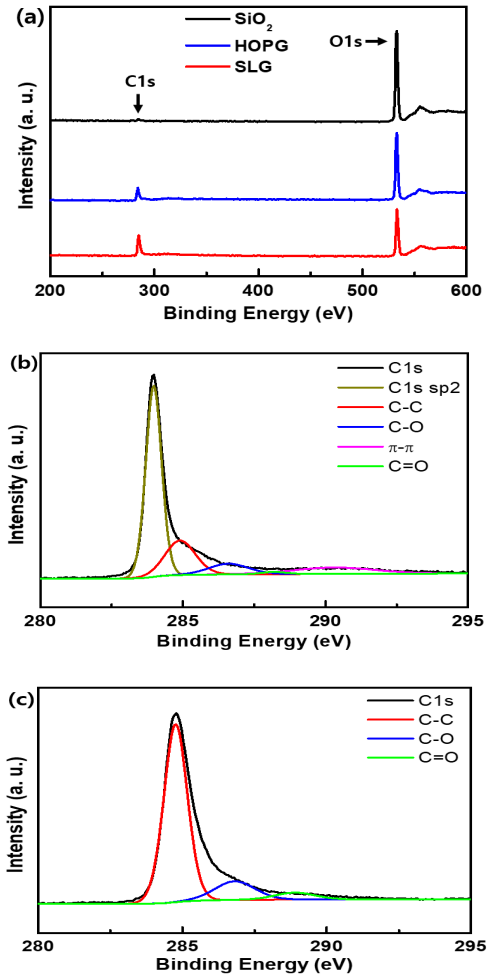 (a)
SiO2
HOPG
SLG
C1s
O1s
Intensity (a. u.)
200 300 400 500 600
Binding Energy (eV)
(b)
C1s
C1s sp2
C-C
C-O
π-π
C=O
Intensity (a. u.)
280 285 290 295
Binding Energy (eV)
(c)
C1s
C-C
C-O
C=O
Intensity (a. u.)
280 285 290 295
Binding Energy (eV)